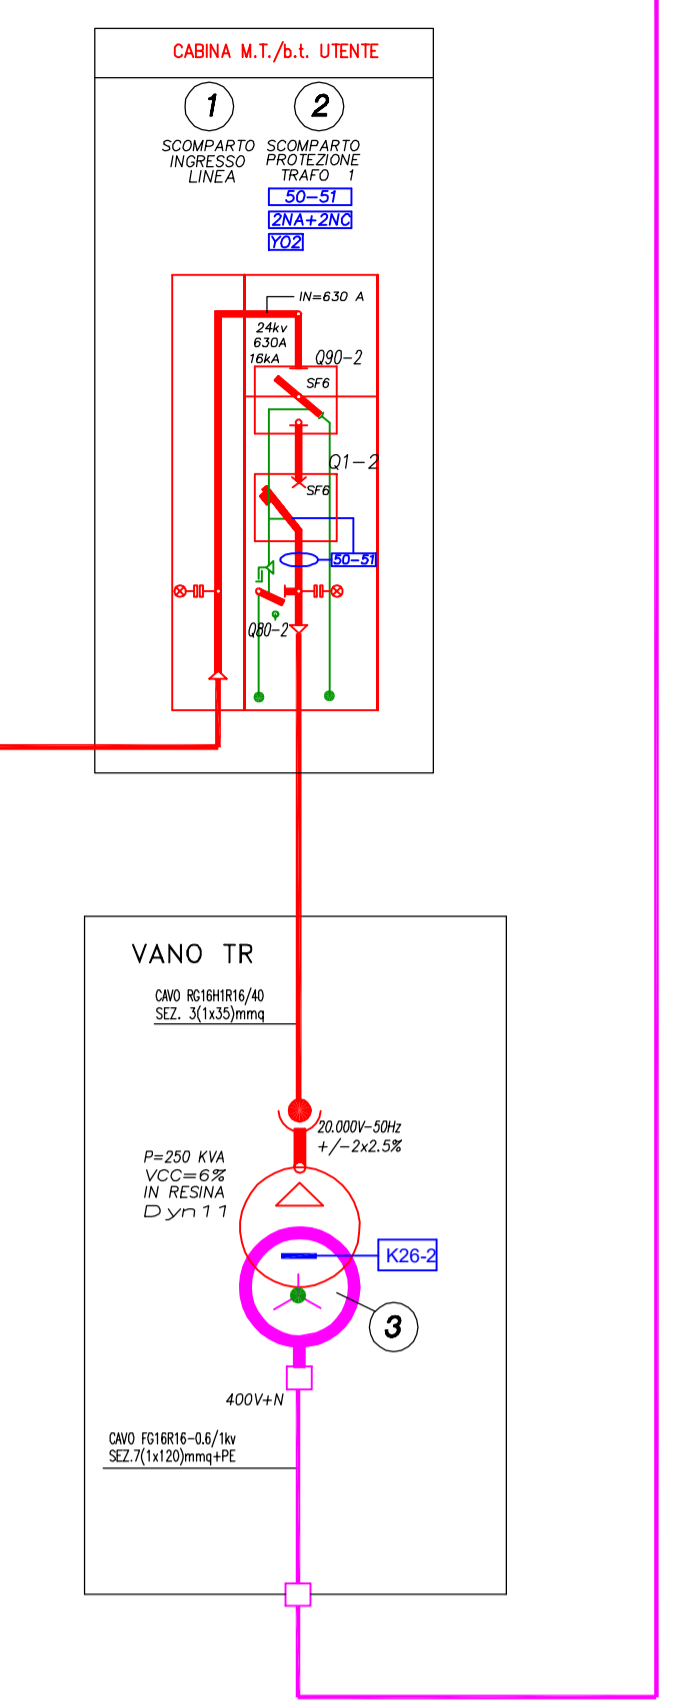 CABINA M.T./b.t. UTENTE
1
2
SCOMPARTO
INGRESSO
LINEA
SCOMPARTO
PROTEZIONE
TRAFO 1
50-51
2NA+2NC
YO2
IN=630 A
24kv
630A
16kA
Q90-2
SF6
Q1-2
SF6
50-51
Q80-2
VANO TR
CAVO RG16H1R16/40
SEZ. 3(1x35)mmq
20.000V-50Hz
+/-2x2.5%
P=250 KVA
VCC=6%
IN RESINA
Dyn11
K26-2
3
400V+N
CAVO FG16R16-0.6/1kv
SEZ.7(1x120)mmq+PE